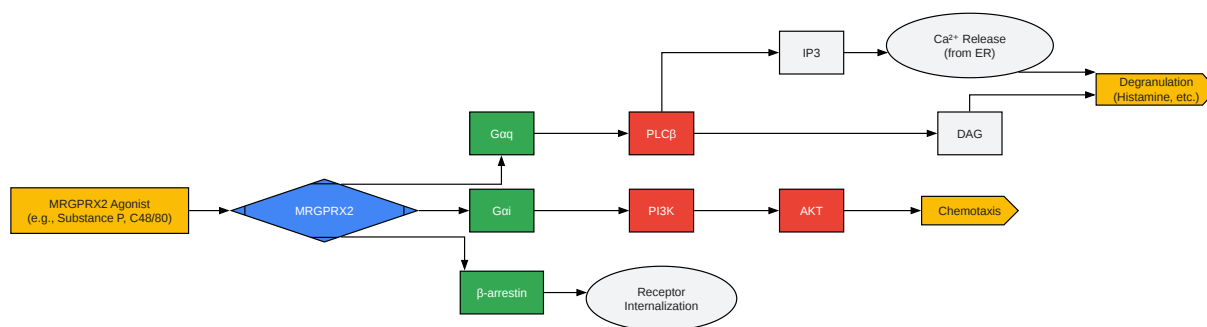 IP3
Ca²⁺ Release
(from ER)
Degranulation
(Histamine, etc.)
Gαq
PLCβ
DAG
MRGPRX2 Agonist
(e.g., Substance P, C48/80)
MRGPRX2
Gαi
PI3K
AKT
Chemotaxis
β-arrestin
Receptor
Internalization